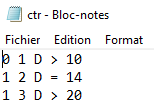 ctr - Bloc-notes
Fichier Edition Format
0 1 D > 10
1 2 D = 14
1 3 D > 20